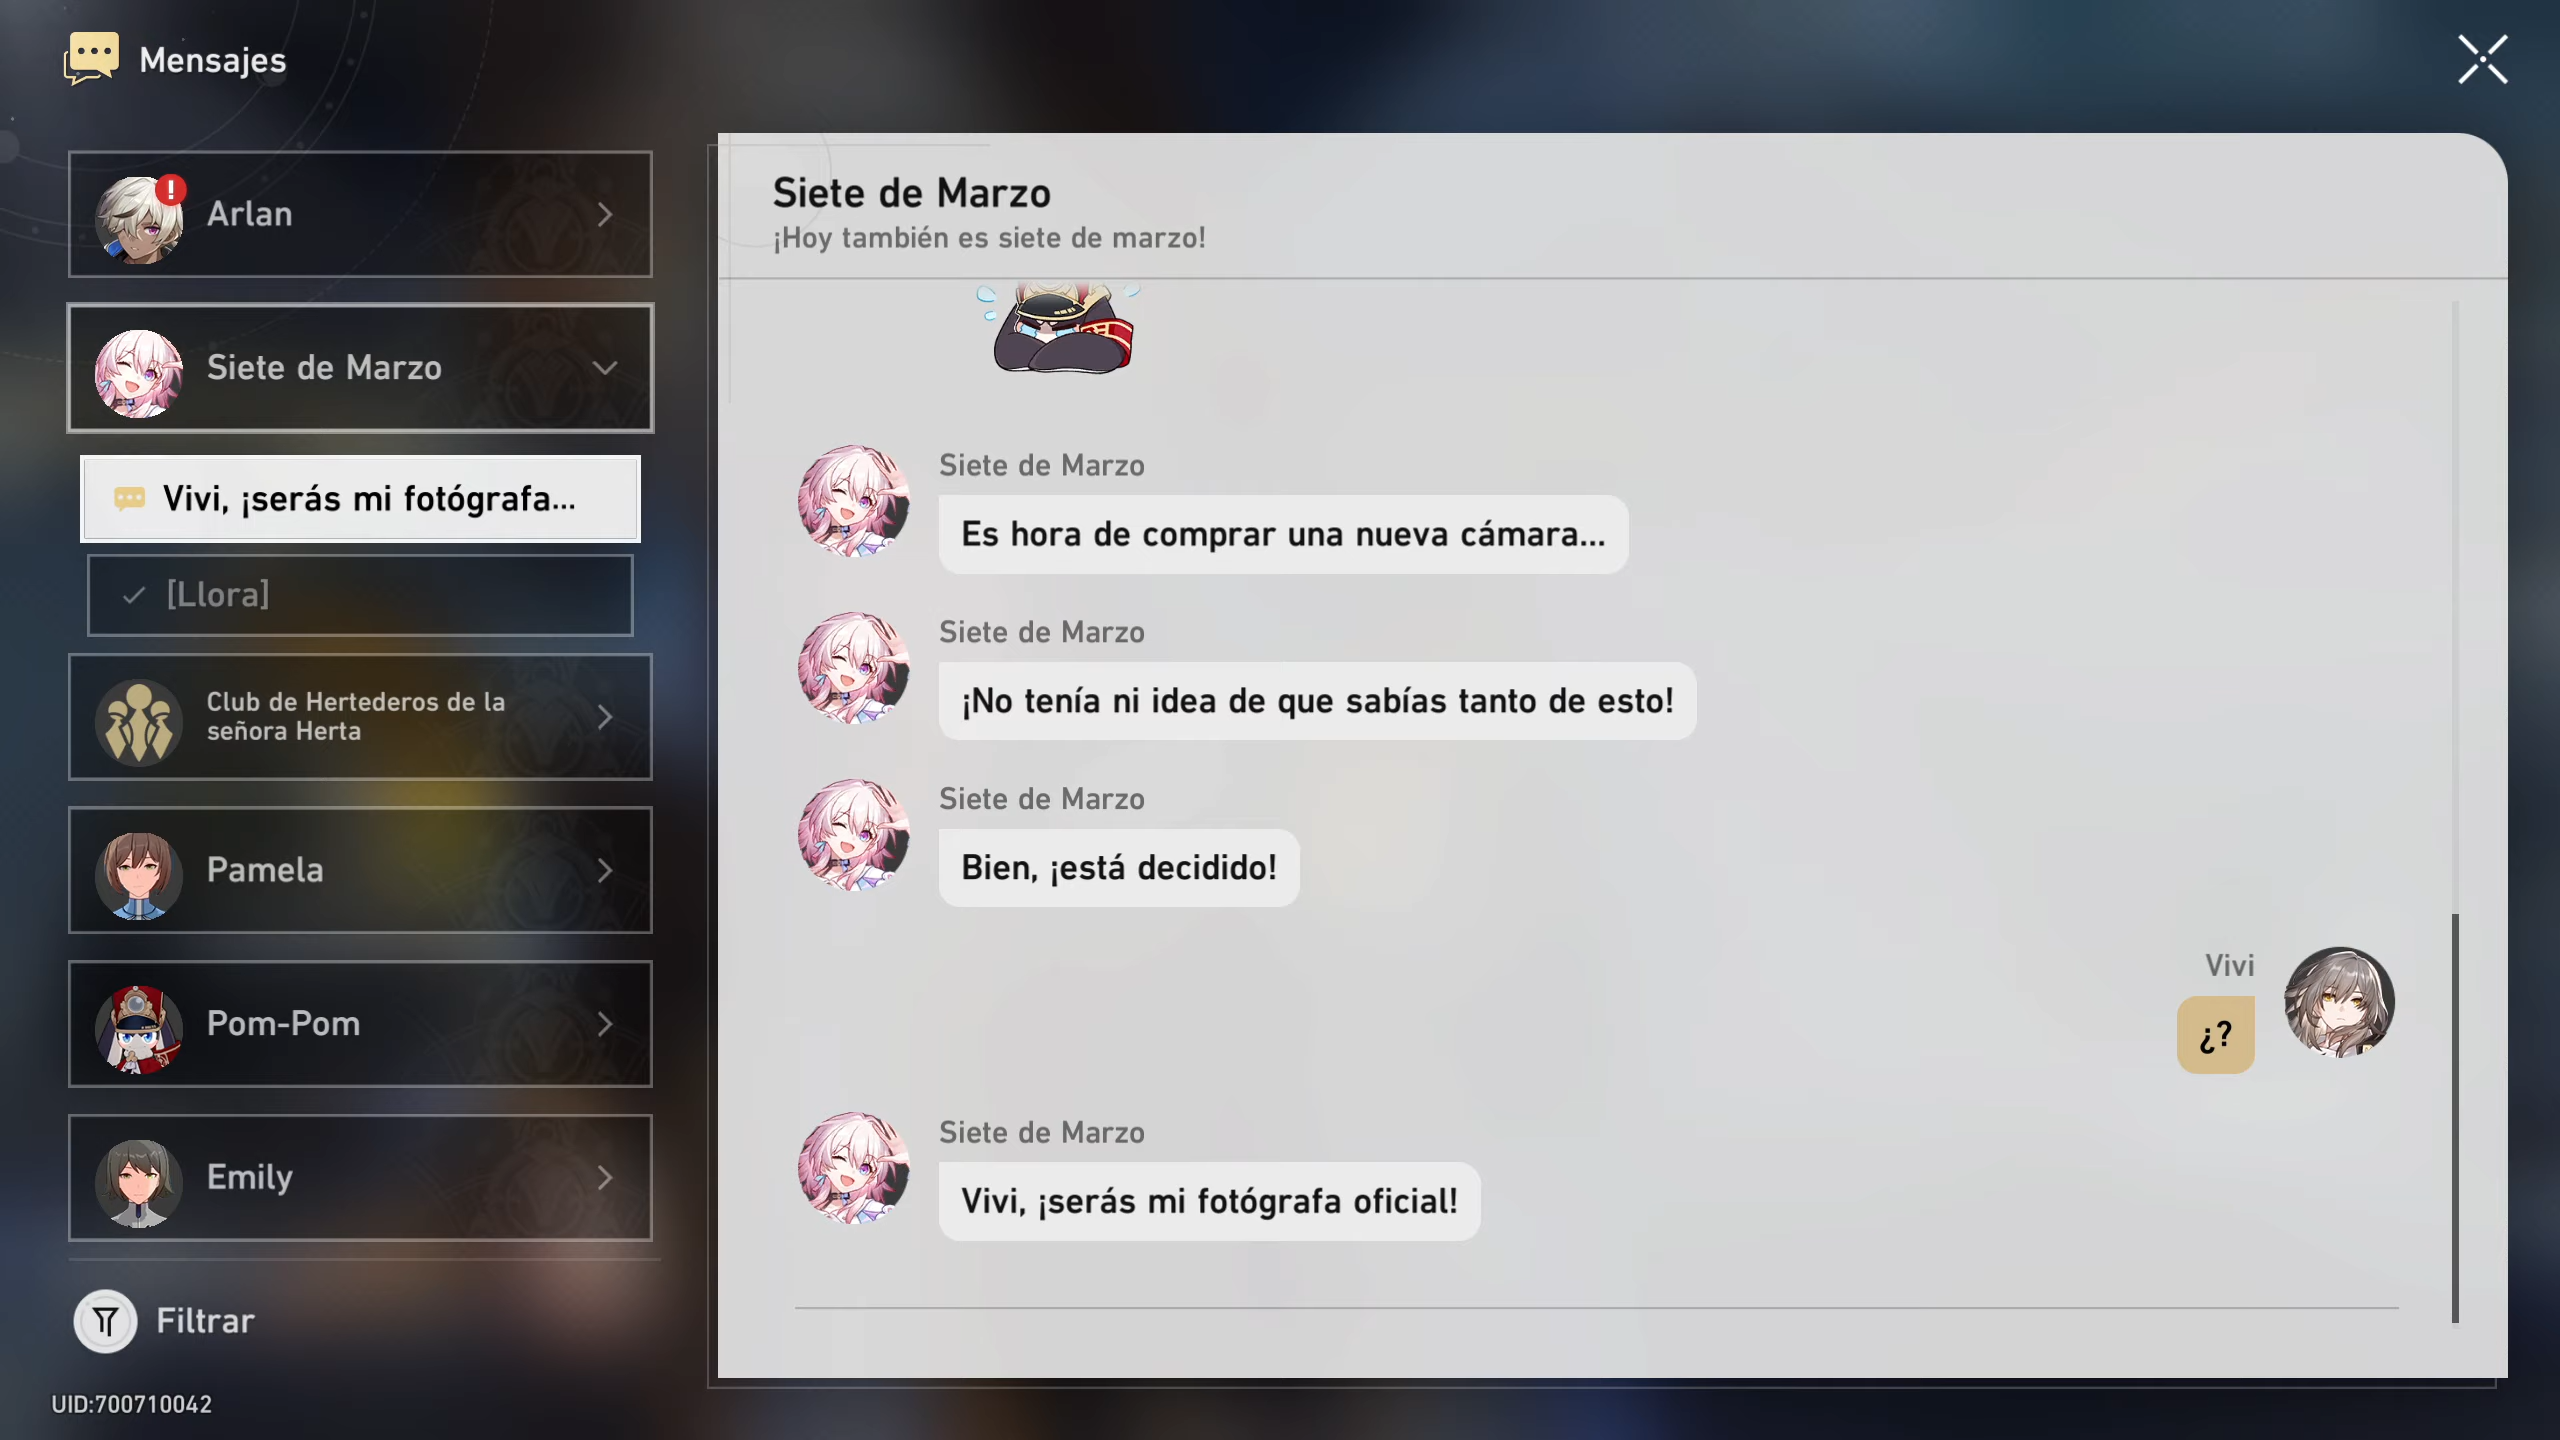 Mensajes
Arlan
Siete de Marzo
Vivi, ¡serás mi fotógrafa...
[Llora]
Club de Hertederos de la
señora Herta
Pamela
Pom-Pom
Emily
Filtrar
UID:700710042
Siete de Marzo
¡Hoy también es siete de marzo!
Siete de Marzo
Es hora de comprar una nueva cámara...
Siete de Marzo
¡No tenía ni idea de que sabías tanto de esto!
Siete de Marzo
Bien, ¡está decidido!
Vivi
¿?
Siete de Marzo
Vivi, ¡serás mi fotógrafa oficial!